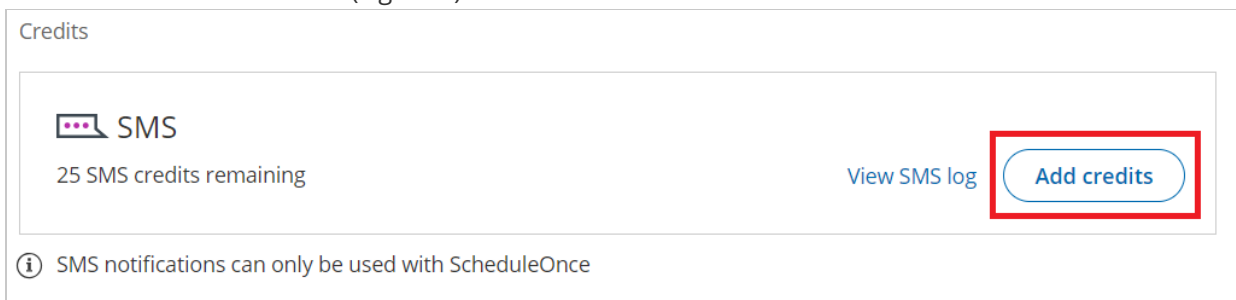 Credits
SMS
25 SMS credits remaining
View SMS log
Add credits
SMS notifications can only be used with ScheduleOnce